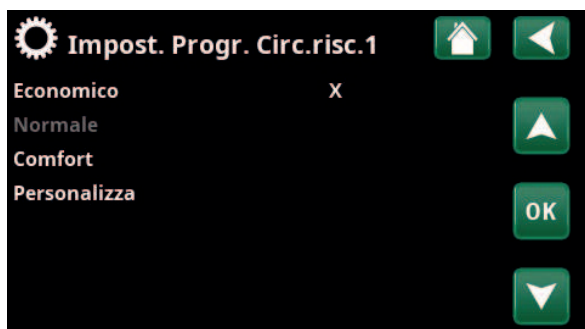 Impost. Progr. Circ.risc.1
Economico X
Normale
Comfort
Personalizza
OK